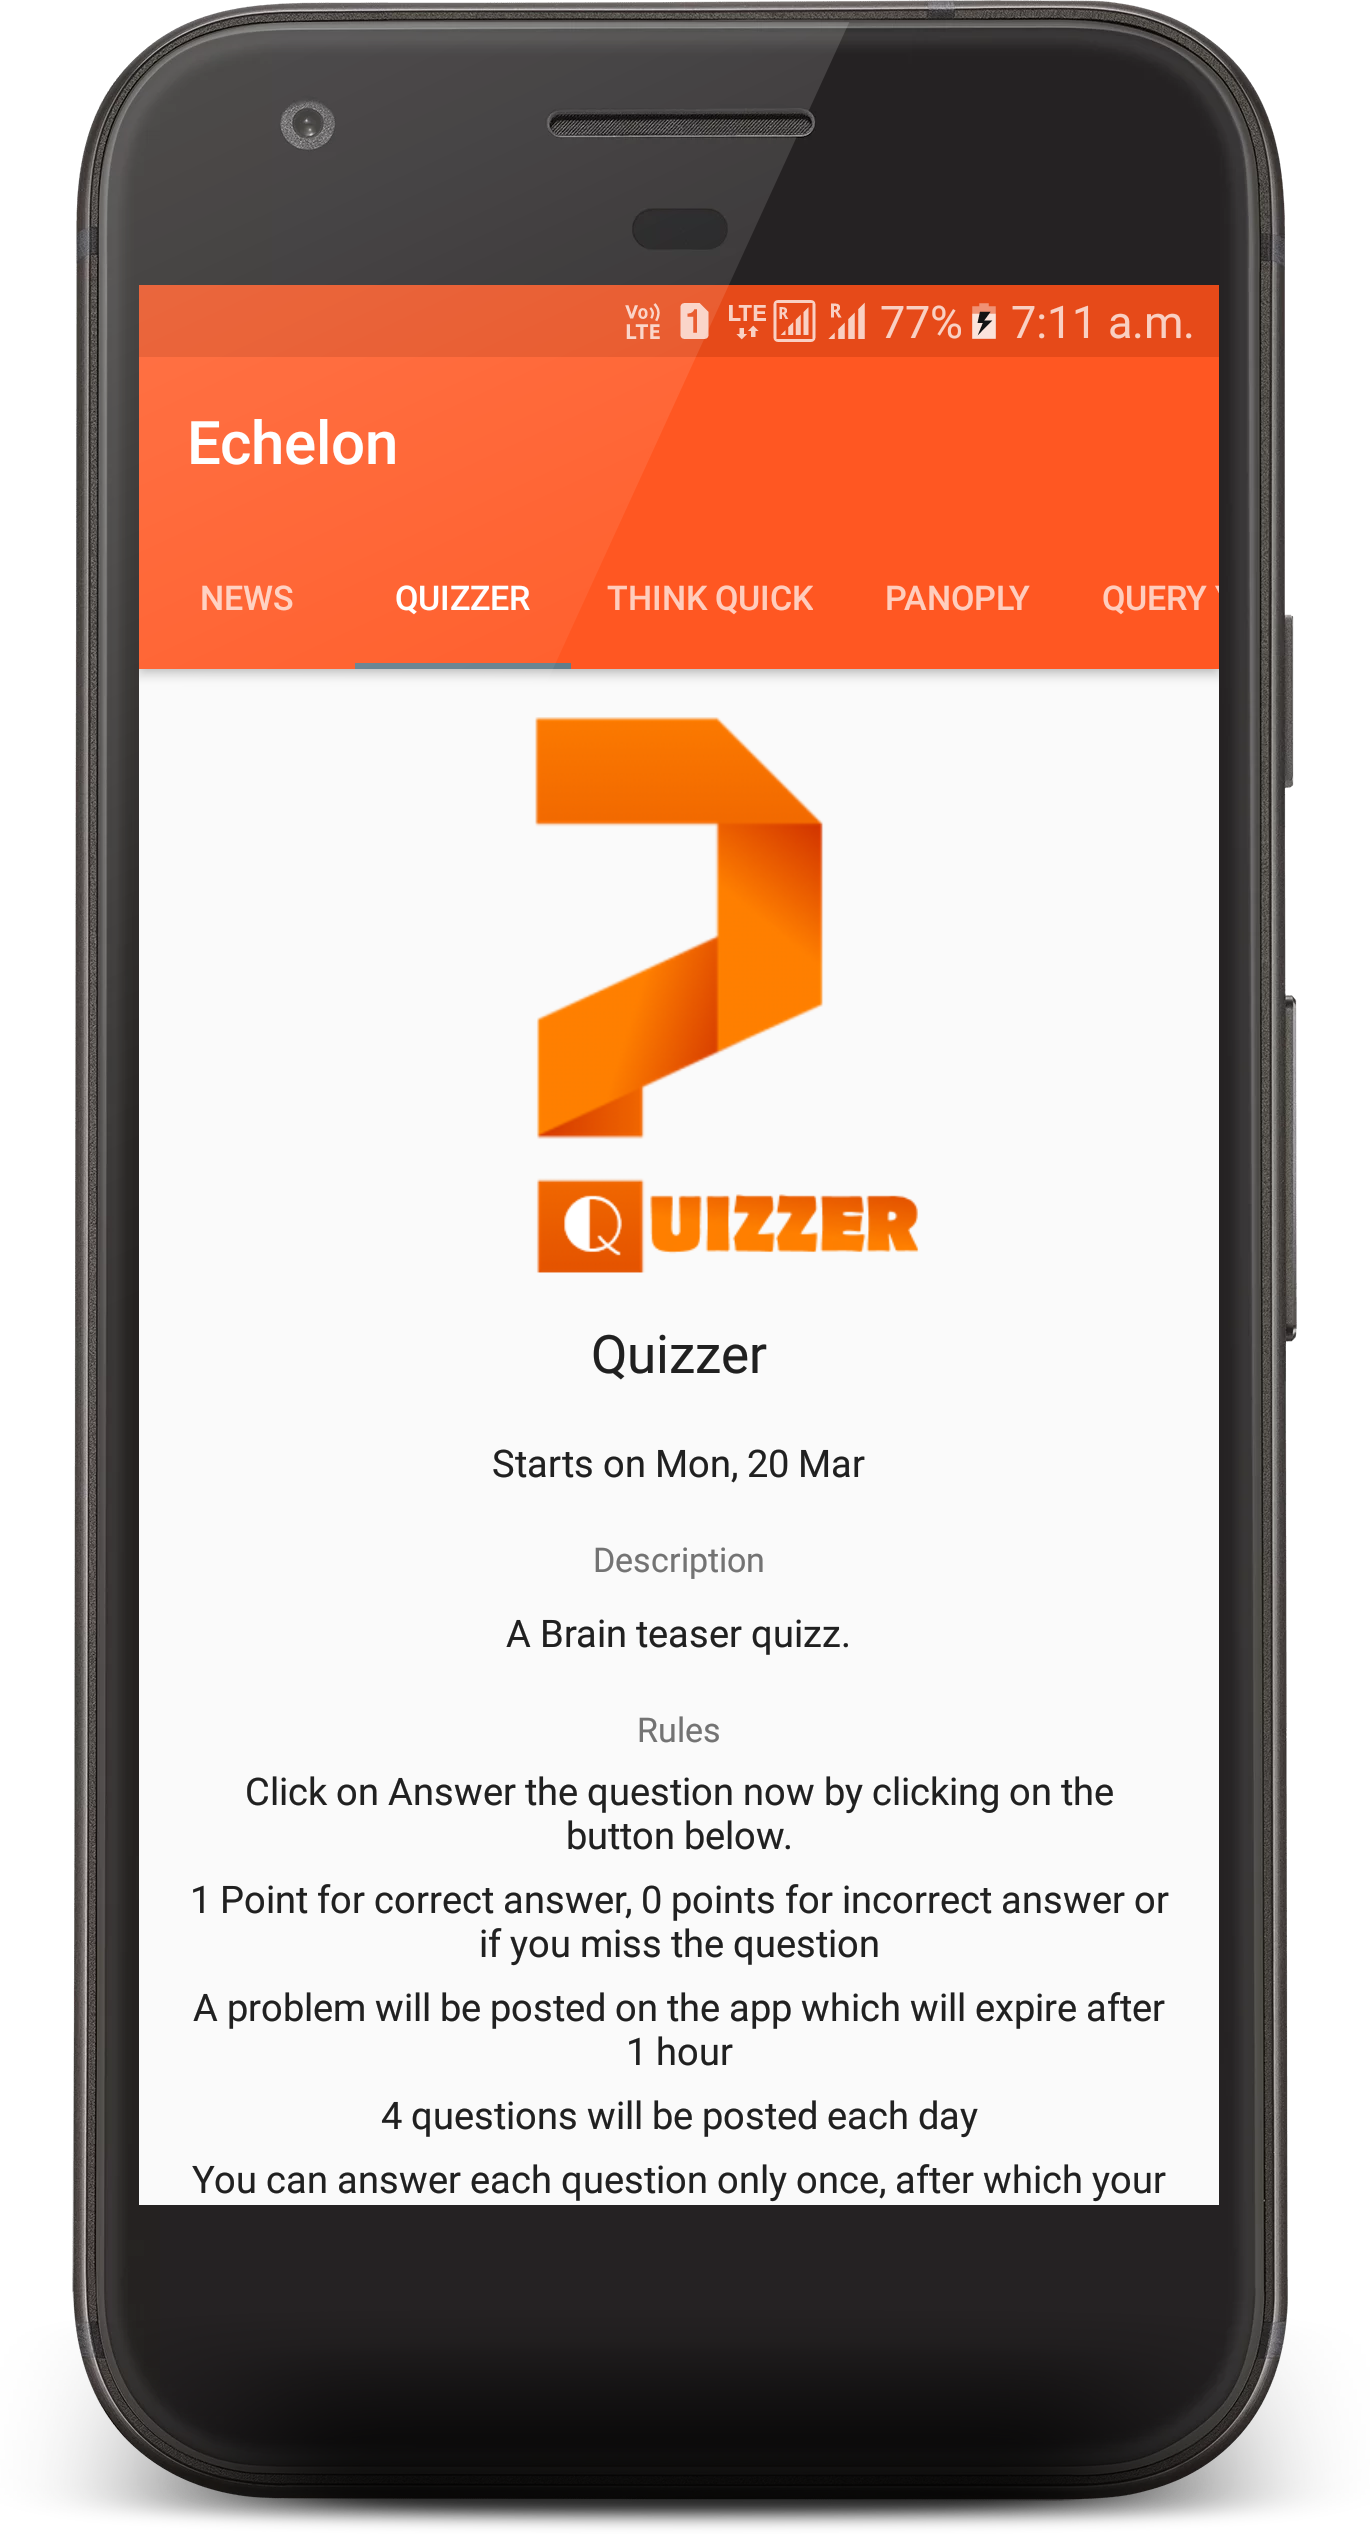 Vo)) LTE 1 LTE R R 77% 7:11 a.m.
Echelon
NEWS QUIZZER THINK QUICK PANOPLY QUERY
QUIZZER
Quizzer
Starts on Mon, 20 Mar
Description
A Brain teaser quizz.
Rules
Click on Answer the question now by clicking on the
button below.
1 Point for correct answer, 0 points for incorrect answer or
if you miss the question
A problem will be posted on the app which will expire after
1 hour
4 questions will be posted each day
You can answer each question only once, after which your